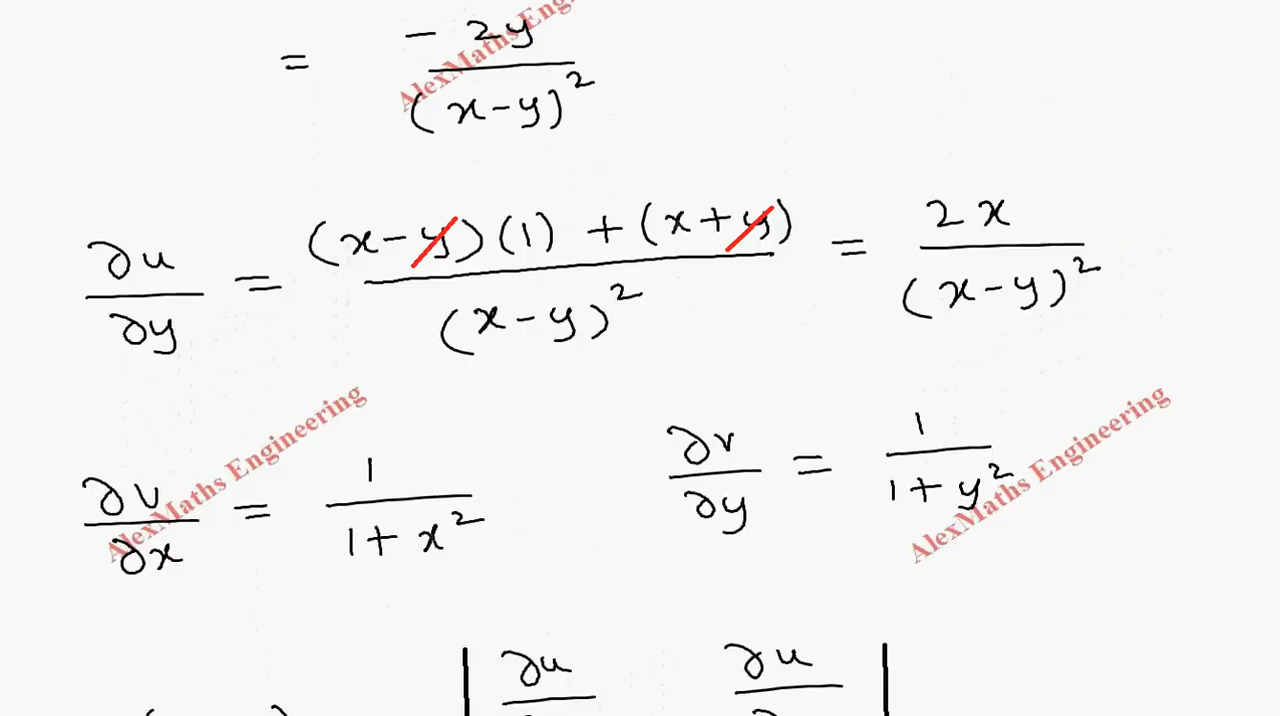 = - 2y / (x-y)²
∂u/∂y = (x-y)(1) + (x+y) / (x-y)² = 2x / (x-y)²
∂v/∂x = 1 / 1+x²    ∂v/∂y = 1 / 1+y²
∂u    ∂u
AlexMaths Engineering
AlexMaths Engineering
AlexMaths Engineering